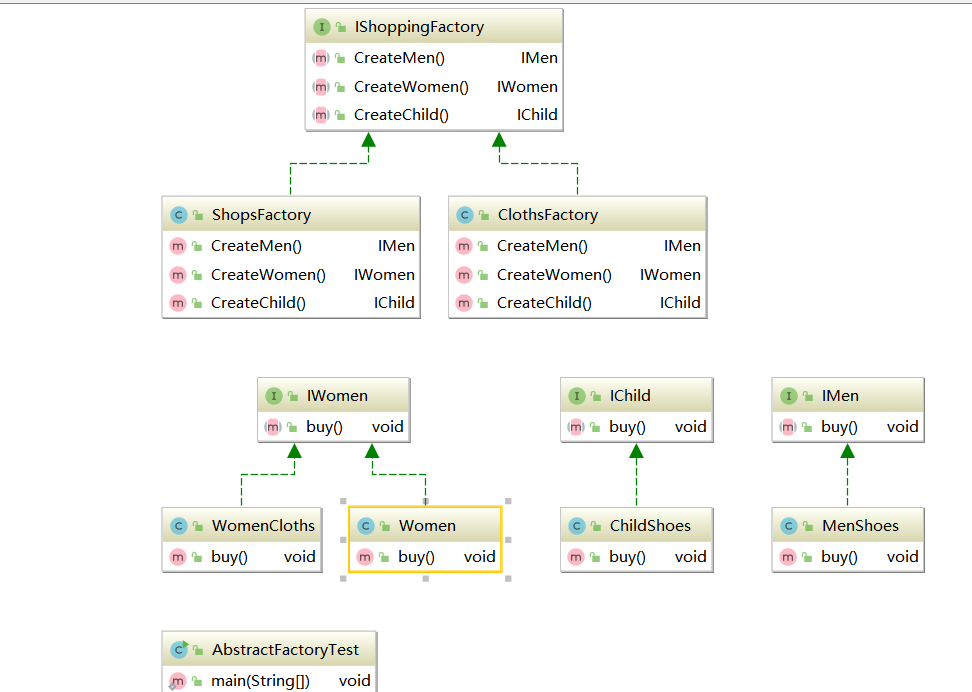 IShoppingFactory
CreateMen() IMen
CreateWomen() IWomen
CreateChild() IChild
ShopsFactory
CreateMen() IMen
CreateWomen() IWomen
CreateChild() IChild
ClothsFactory
CreateMen() IMen
CreateWomen() IWomen
CreateChild() IChild
IWomen
buy() void
IChild
buy() void
IMen
buy() void
WomenCloths
buy() void
Women
buy() void
ChildShoes
buy() void
MenShoes
buy() void
AbstractFactoryTest
main(String[]) void